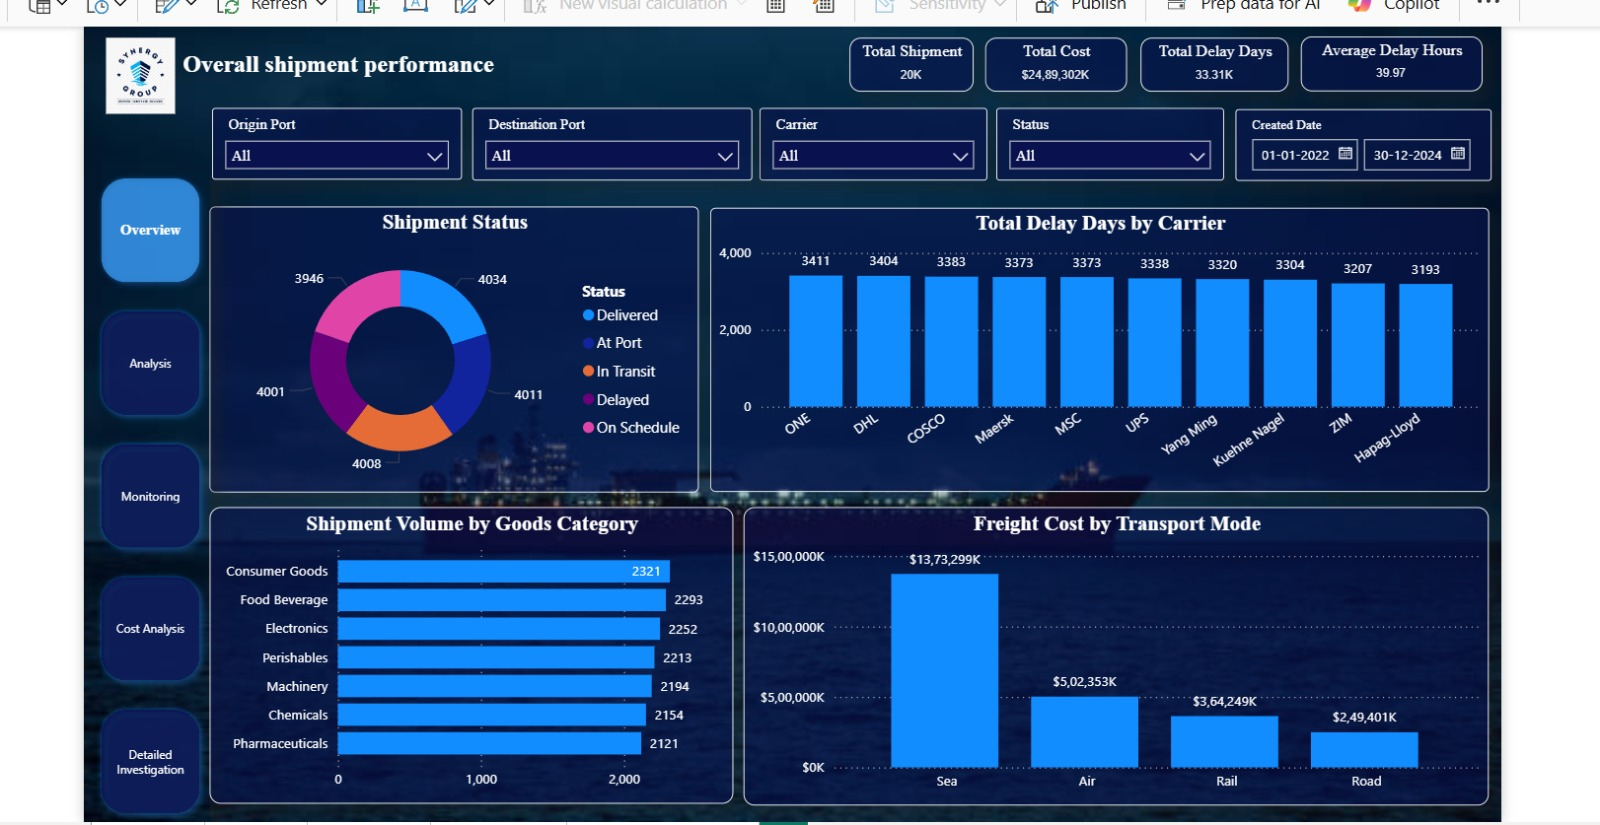 Refresh
New visual calculation
Sensitivity
Publish
Prep data for AI
Copilot
SYNERGY
GROUP
Overall shipment performance
Total Shipment
20K
Total Cost
$24,89,302K
Total Delay Days
33.31K
Average Delay Hours
39.97
Origin Port
All
Destination Port
All
Carrier
All
Status
All
Created Date
01-01-2022
30-12-2024
Overview
Analysis
Monitoring
Cost Analysis
Detailed
Investigation
Shipment Status
3946
4034
4001
4011
4008
Status
Delivered
At Port
In Transit
Delayed
On Schedule
Total Delay Days by Carrier
4,000
2,000
0
3411 3404 3383 3373 3373 3338 3320 3304 3207 3193
ONE DHL COSCO Maersk MSC UPS Yang Ming Kuehne Nagel ZIM Hapag-Lloyd
Shipment Volume by Goods Category
Consumer Goods 2321
Food Beverage 2293
Electronics 2252
Perishables 2213
Machinery 2194
Chemicals 2154
Pharmaceuticals 2121
0 1,000 2,000
Freight Cost by Transport Mode
$15,00,000K
$10,00,000K
$5,00,000K
$0K
$13,73,299K
$5,02,353K
$3,64,249K
$2,49,401K
Sea Air Rail Road